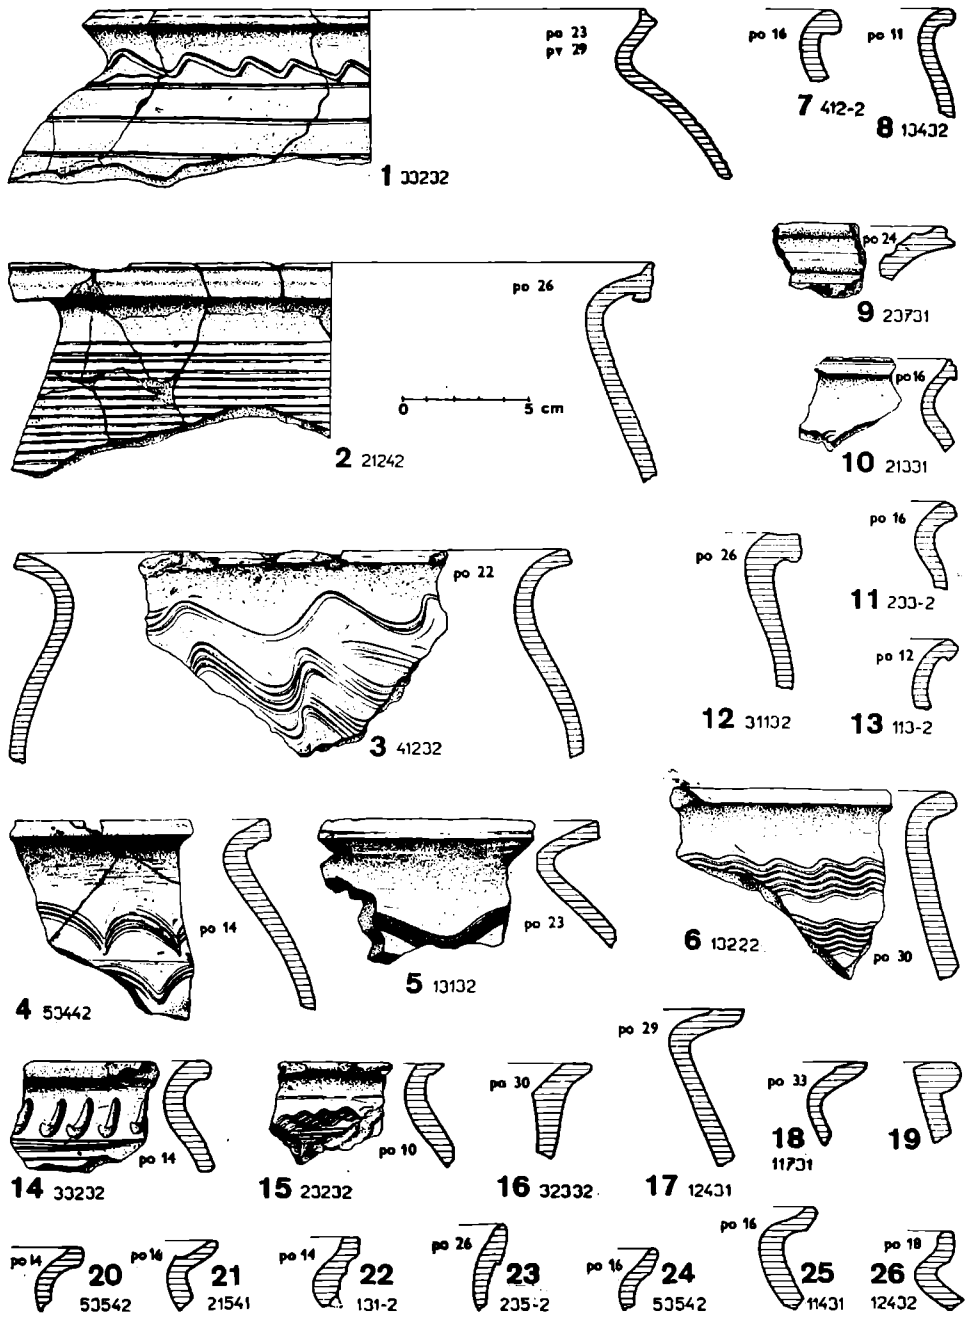 po 23
pv 29
1 33232
po 16
7 412-2
po 11
8 13432
po 24
9 23731
po 26
0 5 cm
2 21242
po 16
10 21331
po 22
3 41232
po 26
12 31132
po 16
11 233-2
po 12
13 113-2
po 14
4 53442
po 23
5 13132
6 13222
po 30
po 14
14 33232
po 10
15 23232
po 30
16 32332
po 29
17 12431
po 33
18
11731
19
po 14
20
53542
po 16
21
21541
po 14
22
131-2
po 26
23
235-2
po 16
24
53542
po 16
25
11431
po 18
26
12432